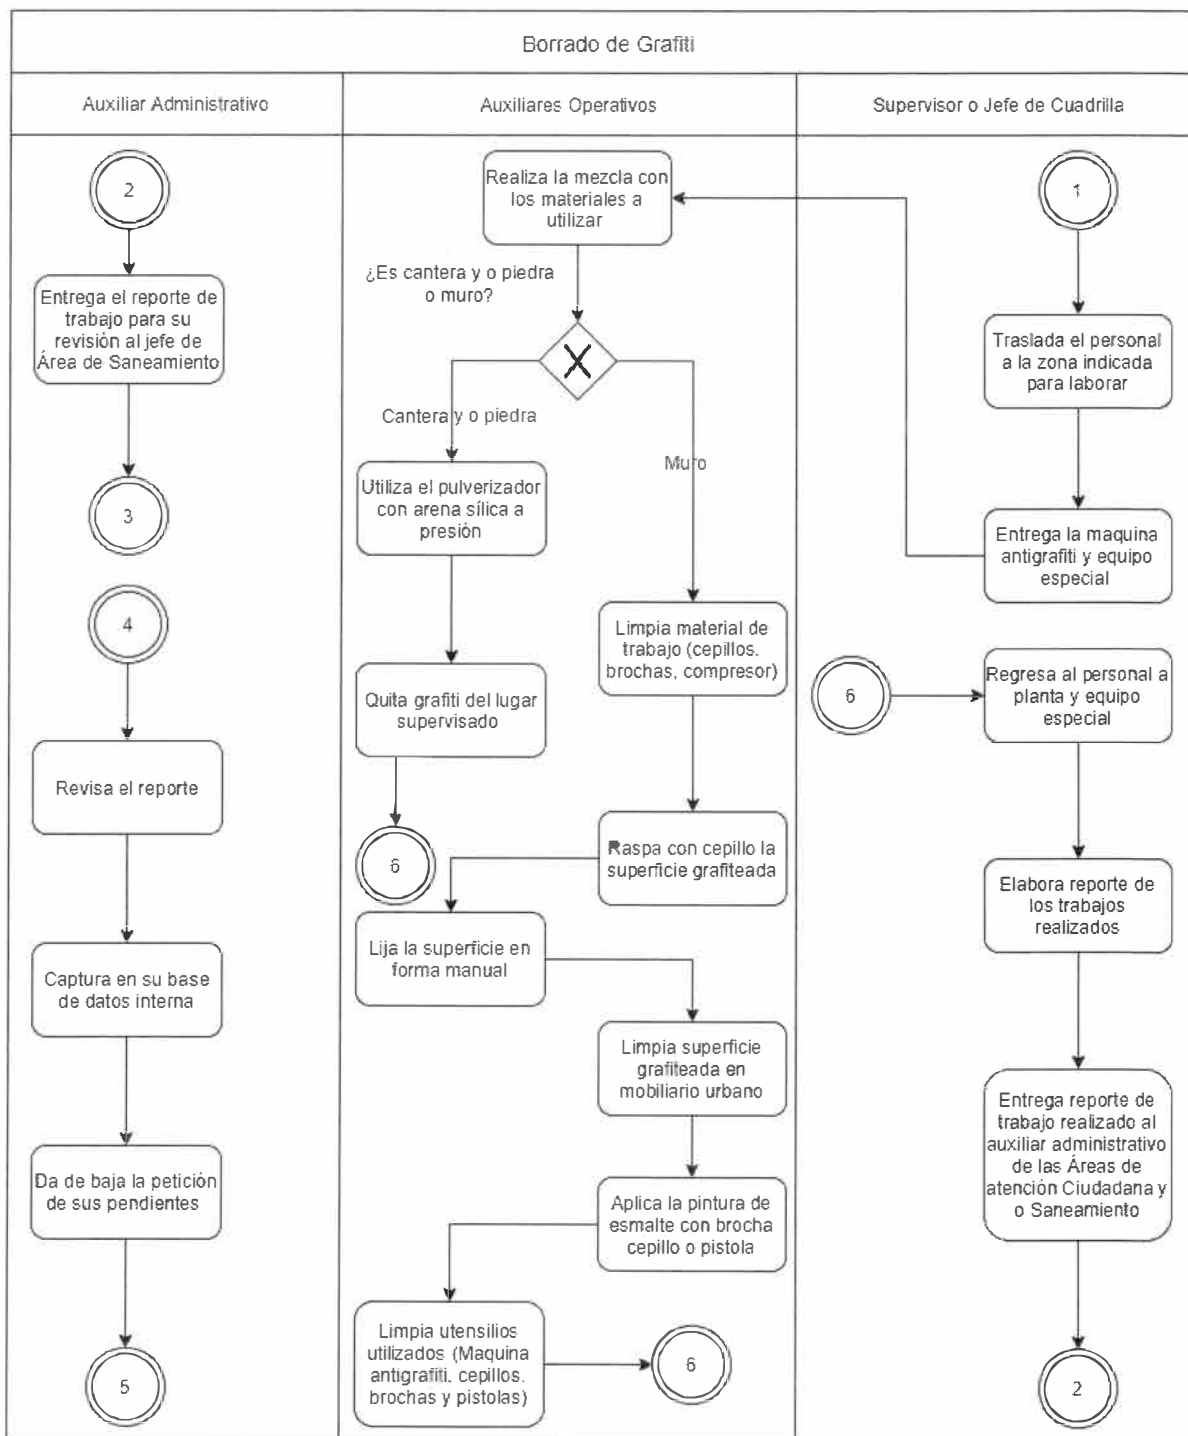 Borrado de Grafiti
Auxiliar Administrativo
Auxiliares Operativos
Supervisor o Jefe de Cuadrilla
2
Entrega el reporte de
trabajo para su
revisión al jefe de
Área de Saneamiento
3
4
Revisa el reporte
Captura en su base
de datos interna
Da de baja la petición
de sus pendientes
5
Realiza la mezcla con
los materiales a
utilizar
¿Es cantera y o piedra
o muro?
X
Cantera y o piedra
Muro
Utiliza el pulverizador
con arena sílica a
presión
Quita grafiti del lugar
supervisado
6
Limpia material de
trabajo (cepillos.
brochas, compresor)
Raspa con cepillo la
superficie grafiteada
Lija la superficie en
forma manual
Limpia superficie
grafiteada en
mobiliario urbano
Aplica la pintura de
esmalte con brocha
cepillo o pistola
Limpia utensilios
utilizados (Maquina
antigrafiti, cepillos.
brochas y pistolas)
6
1
Traslada el personal
a la zona indicada
para laborar
Entrega la maquina
antigrafiti y equipo
especial
6
Regresa al personal a
planta y equipo
especial
Elabora reporte de
los trabajos
realizados
Entrega reporte de
trabajo realizado al
auxiliar administrativo
de las Áreas de
atención Ciudadana y
o Saneamiento
2